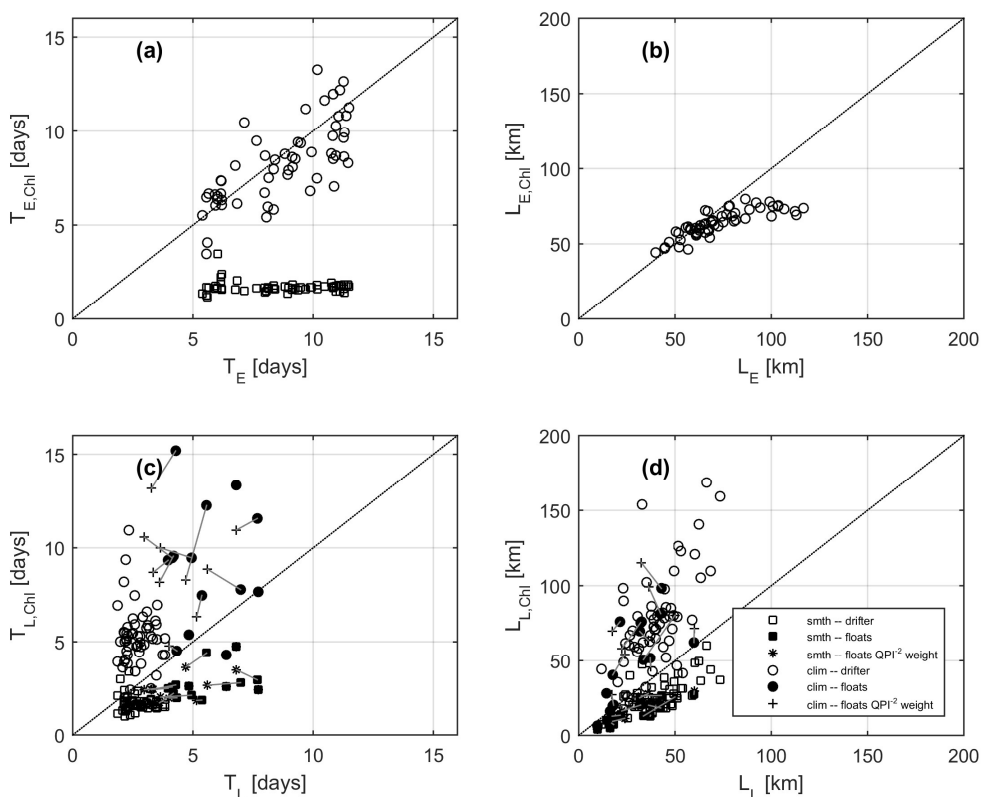 (a)
15
10
5
0
0 5 10 15
T_E,Chl [days]
T_E [days]
(b)
200
150
100
50
0
0 50 100 150 200
L_E,Chl [km]
L_E [km]
(c)
15
10
5
0
0 5 10 15
T_L,Chl [days]
T_L [days]
(d)
200
150
100
50
0
0 50 100 150 200
L_L,Chl [km]
L_L [km]
smth -- drifter
smth -- floats
smth -- floats QPI^-2 weight
clim -- drifter
clim -- floats
clim -- floats QPI^-2 weight